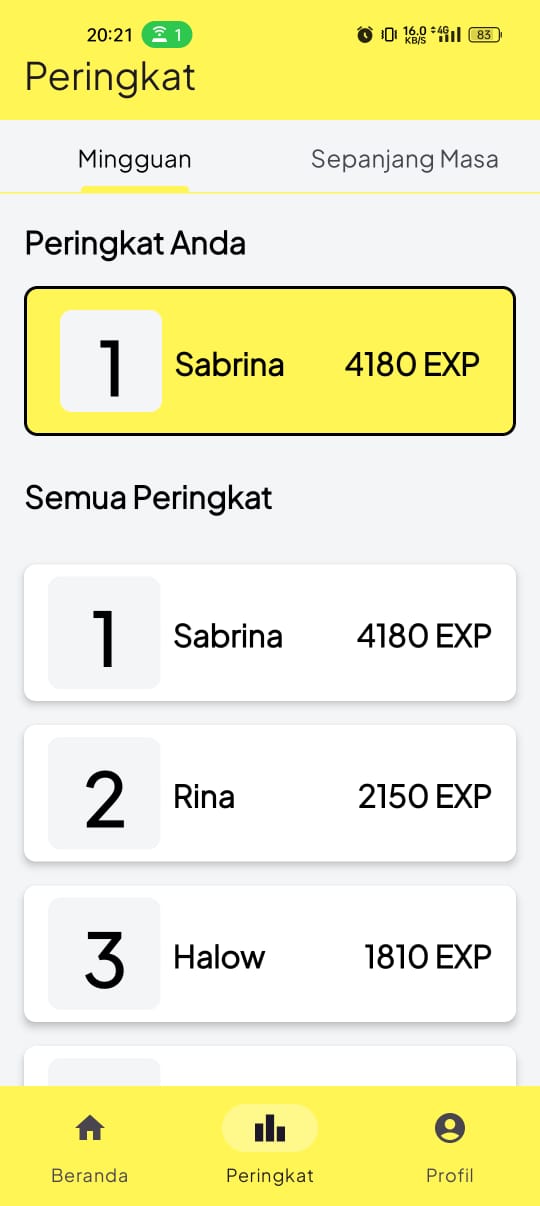 20:21 1 16.0 KB/S 4G 83
Peringkat
Mingguan Sepanjang Masa
Peringkat Anda
1 Sabrina 4180 EXP
Semua Peringkat
1 Sabrina 4180 EXP
2 Rina 2150 EXP
3 Halow 1810 EXP
Beranda Peringkat Profil